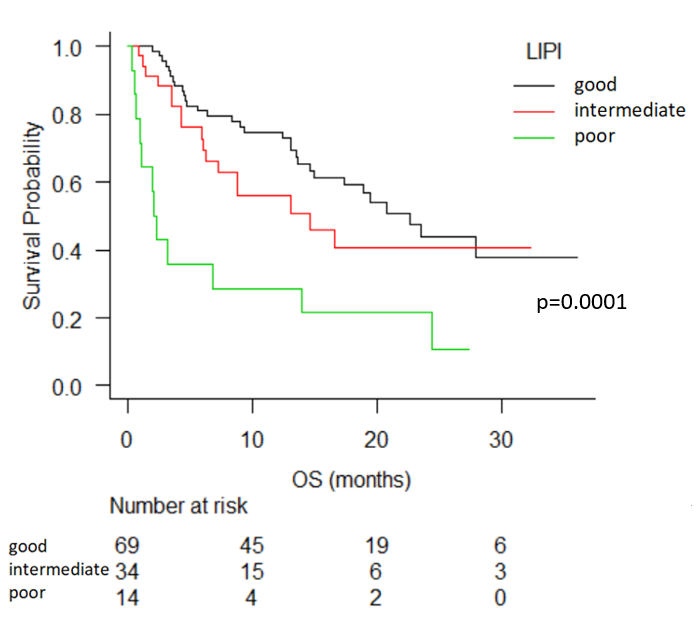 LIPI
good
intermediate
poor
Survival Probability
1.0
0.8
0.6
0.4
0.2
0.0
p=0.0001
0 10 20 30
OS (months)
Number at risk
good 69 45 19 6
intermediate 34 15 6 3
poor 14 4 2 0